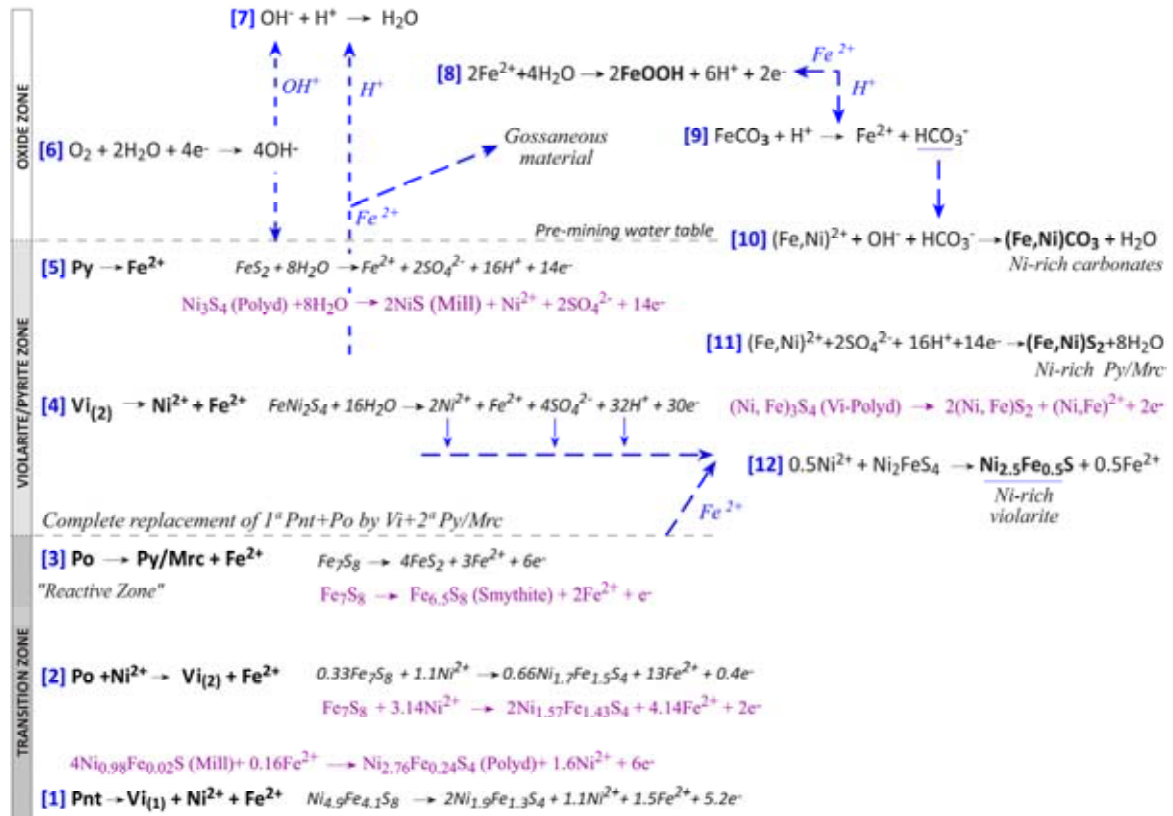 [7] OH⁻ + H⁺ → H₂O
[8] 2Fe²⁺+4H₂O → 2FeOOH + 6H⁺ + 2e⁻
Fe ²⁺
H⁺
OH⁺
H⁺
Gossaneous
material
[9] FeCO₃ + H⁺ → Fe²⁺ + HCO₃⁻
[6] O₂ + 2H₂O + 4e⁻ → 4OH⁻
Fe ²⁺
OXIDE ZONE
Pre-mining water table
[10] (Fe,Ni)²⁺ + OH⁻ + HCO₃⁻ → (Fe,Ni)CO₃ + H₂O
Ni-rich carbonates
[5] Py → Fe²⁺ FeS₂ + 8H₂O → Fe²⁺ + 2SO₄²⁻ + 16H⁺ + 14e⁻
Ni₃S₄ (Polyd) +8H₂O → 2NiS (Mill) + Ni²⁺ + 2SO₄²⁻ + 14e⁻
[11] (Fe,Ni)²⁺+2SO₄²⁻+ 16H⁺+14e⁻ → (Fe,Ni)S₂+8H₂O
Ni-rich Py/Mrc
[4] Vi₍₂₎ → Ni²⁺ + Fe²⁺ FeNi₂S₄ + 16H₂O → 2Ni²⁺ + Fe²⁺ + 4SO₄²⁻ + 32H⁺ + 30e⁻
(Ni, Fe)₃S₄ (Vi-Polyd) → 2(Ni, Fe)S₂ + (Ni,Fe)²⁺ + 2e⁻
VIOLARITE/PYRITE ZONE
[12] 0.5Ni²⁺ + Ni₂FeS₄ → Ni₂.₅Fe₀.₅S + 0.5Fe²⁺
Ni-rich
violarite
Fe ²⁺
Complete replacement of 1ᵃ Pnt+Po by Vi+2ᵃ Py/Mrc
[3] Po → Py/Mrc + Fe²⁺ Fe₇S₈ → 4FeS₂ + 3Fe²⁺ + 6e⁻
"Reactive Zone"
Fe₇S₈ → Fe₆.₅S₈ (Smythite) + 2Fe²⁺ + e⁻
TRANSITION ZONE
[2] Po +Ni²⁺ → Vi₍₂₎ + Fe²⁺ 0.33Fe₇S₈ + 1.1Ni²⁺ → 0.66Ni₁.₇Fe₁.₅S₄ + 13Fe²⁺ + 0.4e⁻
Fe₇S₈ + 3.14Ni²⁺ → 2Ni₁.₅₇Fe₁.₄₃S₄ + 4.14Fe²⁺ + 2e⁻
4Ni₀.₉₈Fe₀.₀₂S (Mill)+ 0.16Fe²⁺ → Ni₂.₇₆Fe₀.₂₄S₄ (Polyd)+ 1.6Ni²⁺ + 6e⁻
[1] Pnt → Vi₍₁₎ + Ni²⁺ + Fe²⁺ Ni₄.₉Fe₄.₁S₈ → 2Ni₁.₉Fe₁.₃S₄ + 1.1Ni²⁺ + 1.5Fe²⁺ + 5.2e⁻